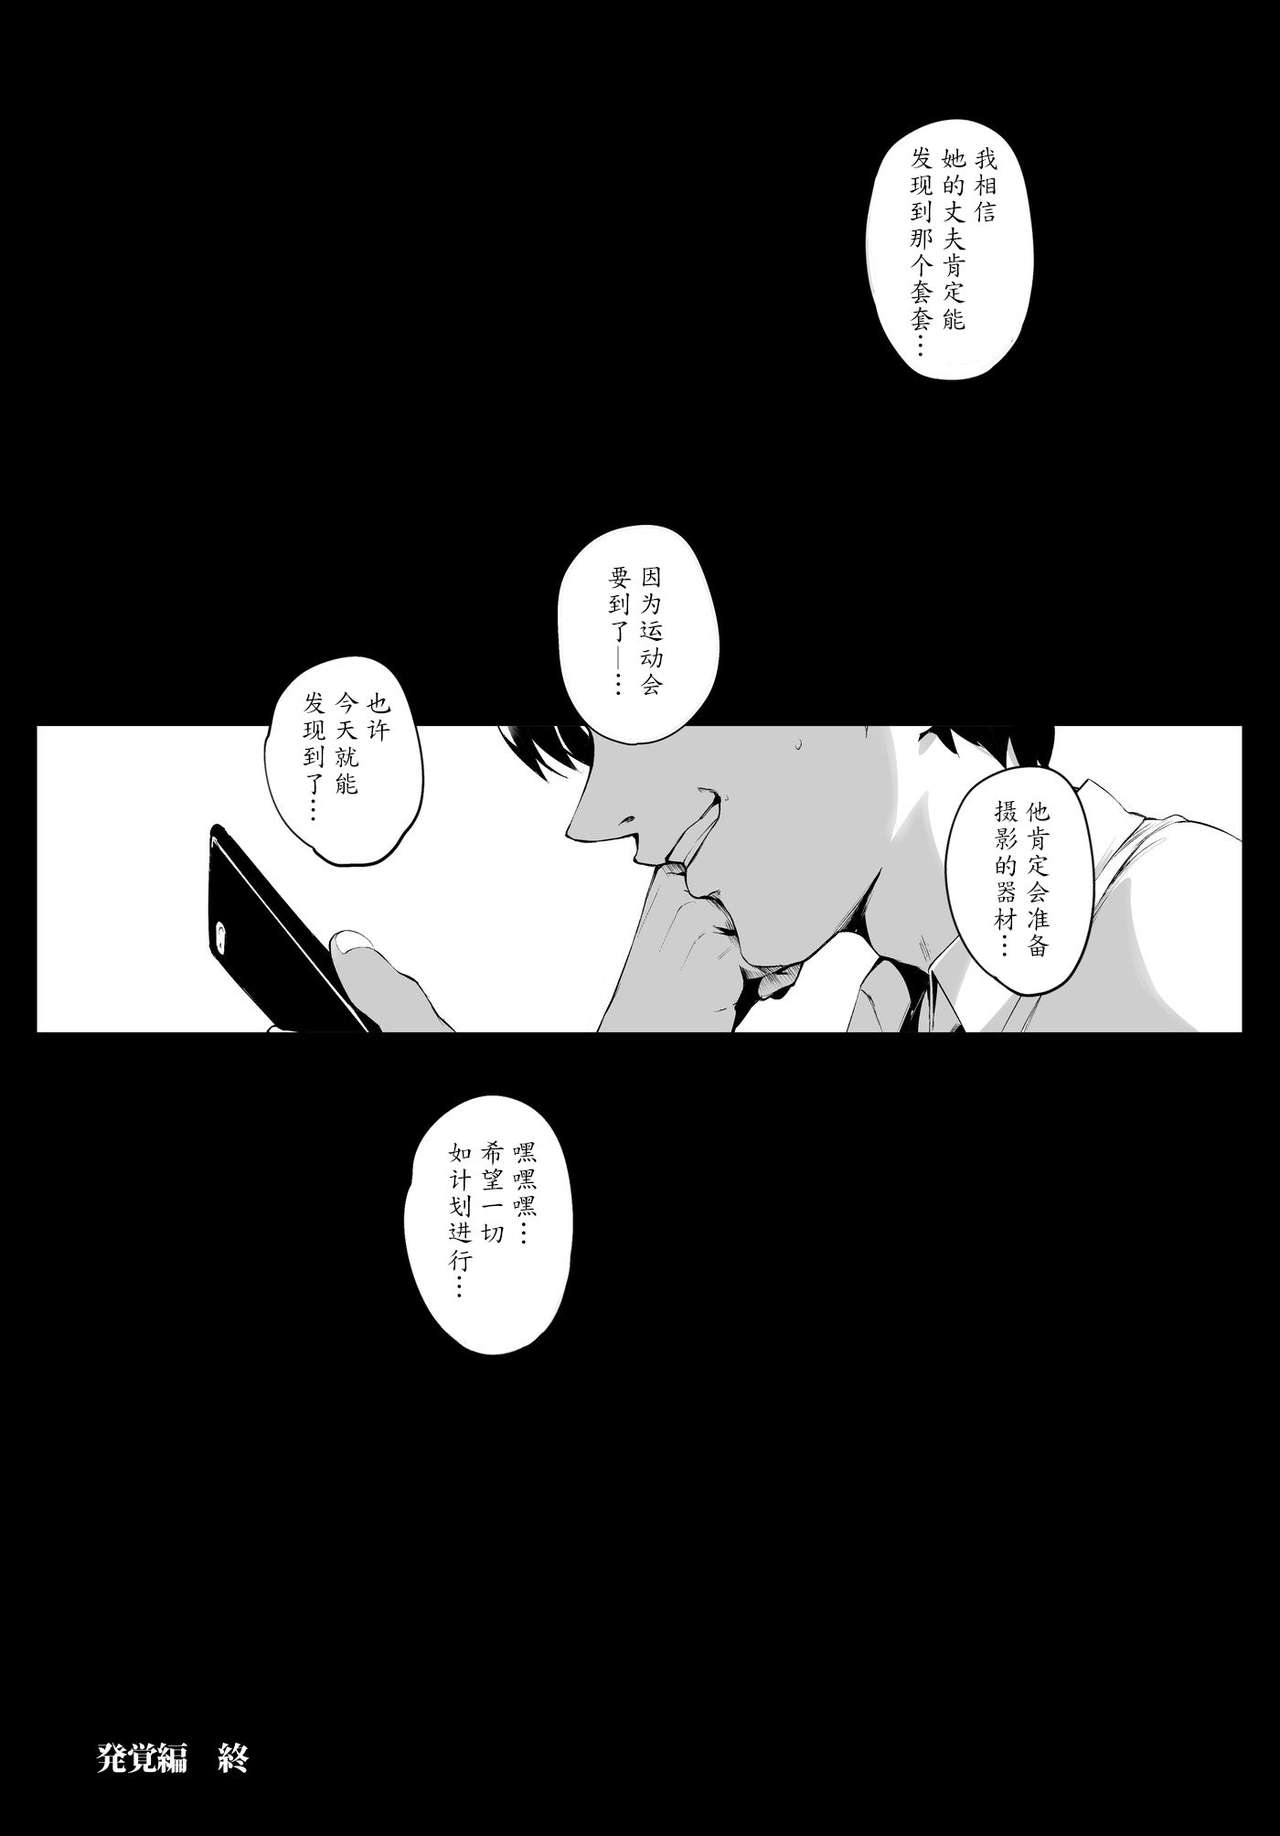 我相信
她的丈夫肯定能
发现到那个套套…
因为运动会
要到了—…
他肯定会准备
摄影的器材…
也许
今天就能
发现到了…
嘿嘿嘿…
希望一切
如计划进行…
発覚編　終